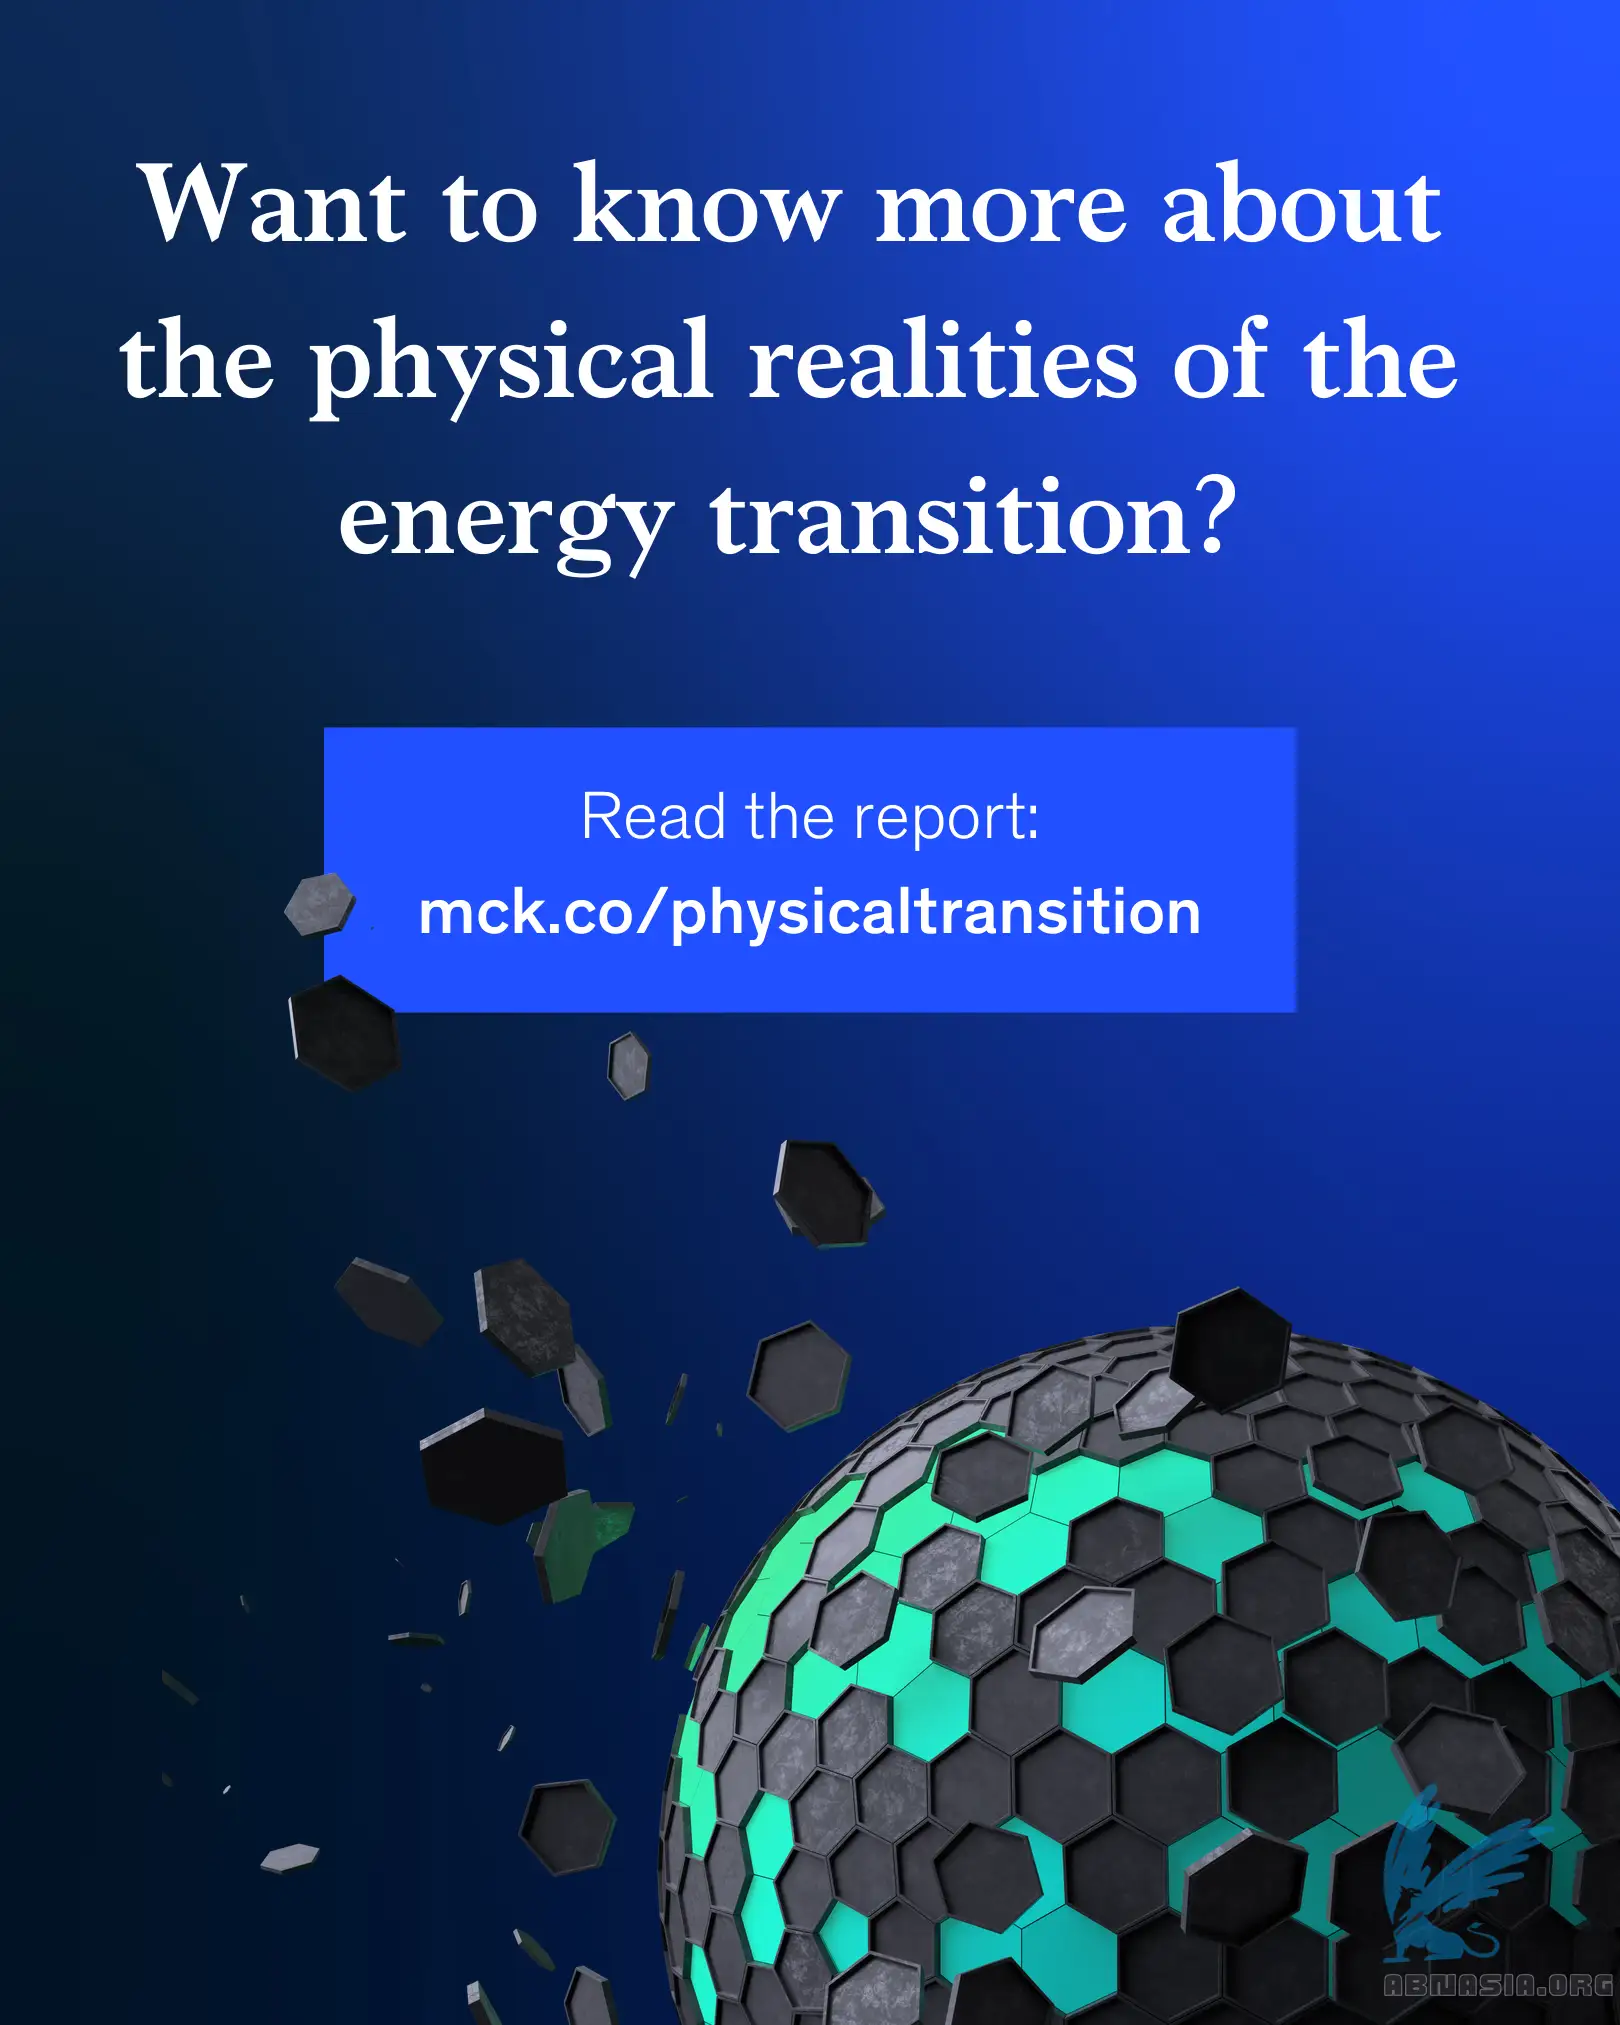 Want to know more about
the physical realities of the
energy transition?
Read the report:
mck.co/physicaltransition
ABNASIA.ORG